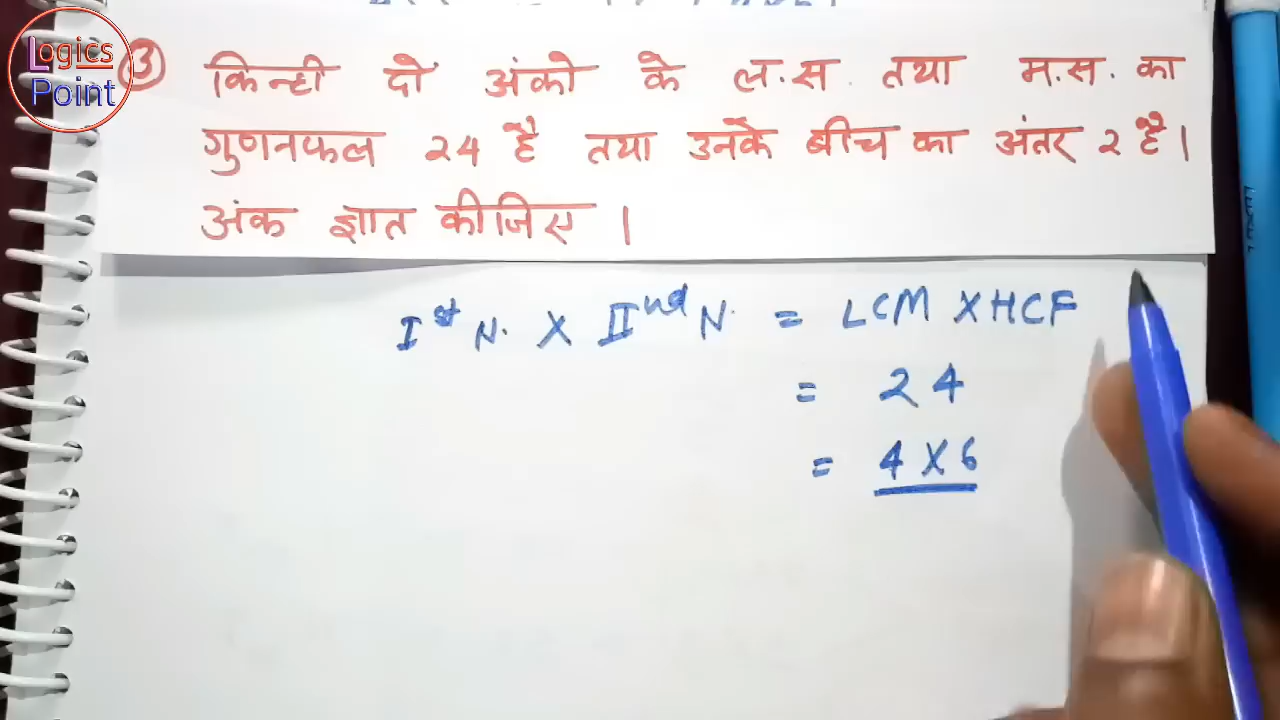 Logics
Point
③ किन्ही दो अंको के ल.स. तथा म.स. का
गुणनफल 24 है तथा उनके बीच का अंतर 2 है।
अंक ज्ञात कीजिए ।
Iˢᵗ N. X IIⁿᵈ N. = LCM X HCF
= 24
= 4 X 6